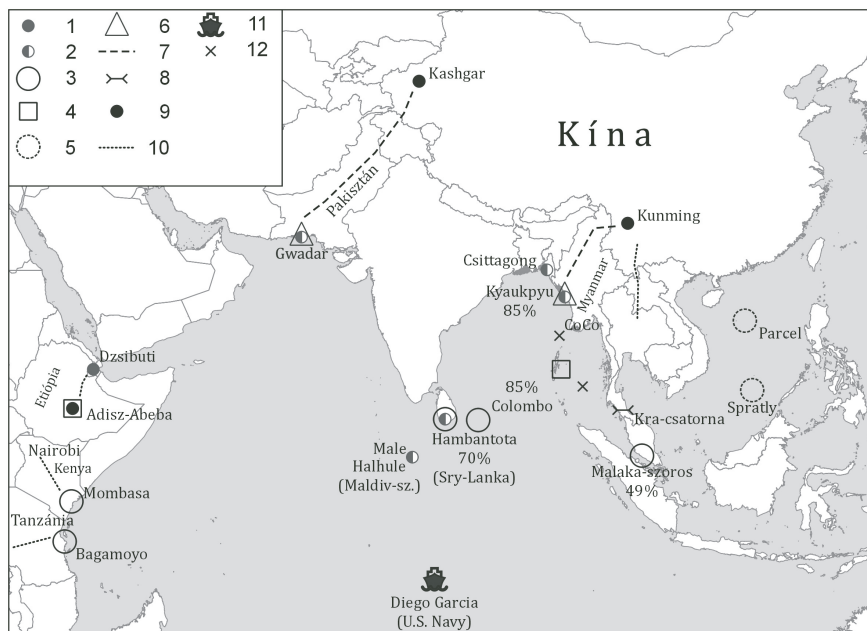 1
6
11
2
7
12
3
8
4
9
5
10
Kashgar
Kína
Pakisztán
Kunming
Gwadar
Csittagong
Kyaukpyu
85%
Myanmar
CoCo
Parcel
Dzsibuti
Etiópia
Adisz-Abeba
85%
Colombo
Spratly
Kra-csatorna
Hambantota
70%
(Sry-Lanka)
Male
Halhule
(Maldiv-sz.)
Malaka-szoros
49%
Nairobi
Kenya
Mombasa
Tanzánia
Bagamoyo
Diego Garcia
(U.S. Navy)